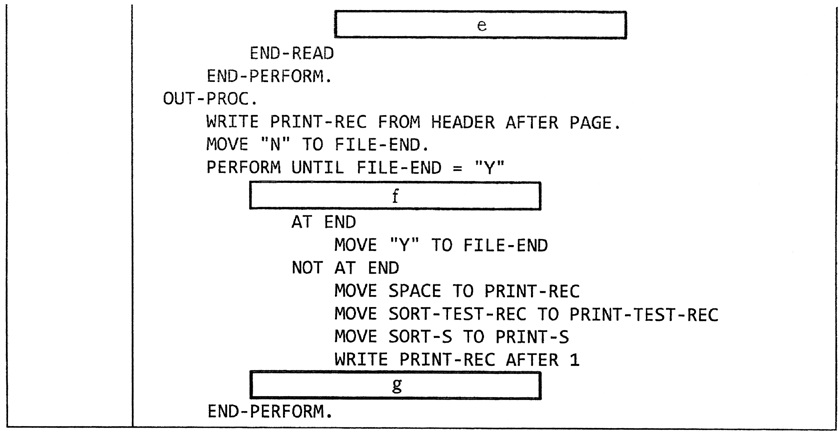 e
END-READ
END-PERFORM.
OUT-PROC.
WRITE PRINT-REC FROM HEADER AFTER PAGE.
MOVE "N" TO FILE-END.
PERFORM UNTIL FILE-END = "Y"
f
AT END
MOVE "Y" TO FILE-END
NOT AT END
MOVE SPACE TO PRINT-REC
MOVE SORT-TEST-REC TO PRINT-TEST-REC
MOVE SORT-S TO PRINT-S
WRITE PRINT-REC AFTER 1
g
END-PERFORM.